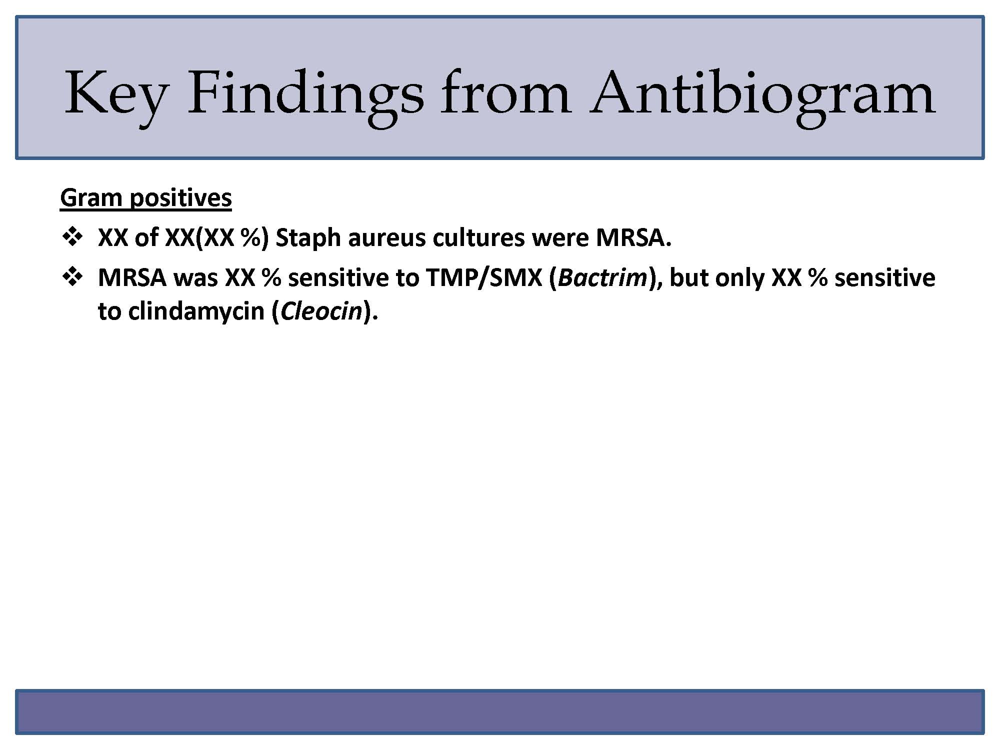 Key Findings from Antibiogram
Gram positives
❖ XX of XX(XX %) Staph aureus cultures were MRSA.
❖ MRSA was XX % sensitive to TMP/SMX (Bactrim), but only XX % sensitive
to clindamycin (Cleocin).